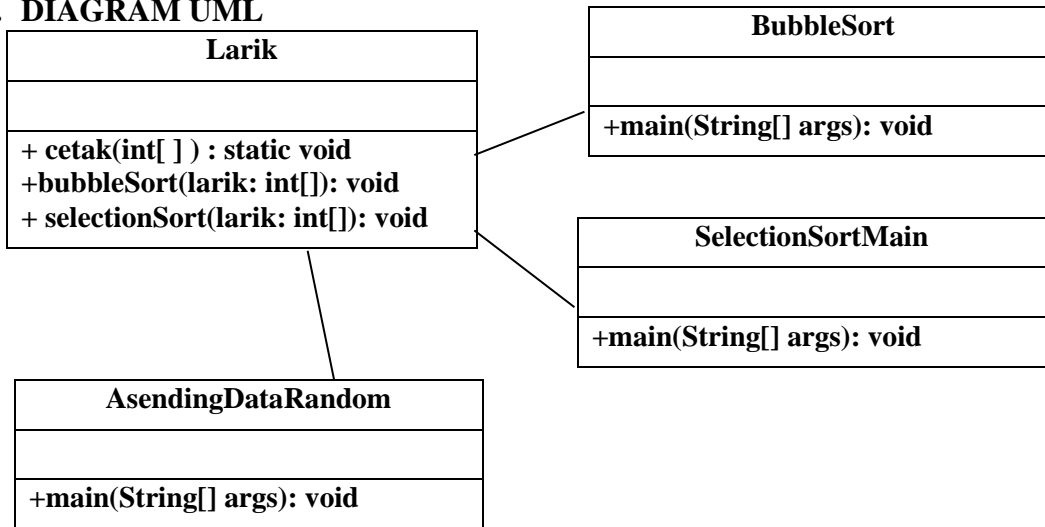 . DIAGRAM UML
Larik
+ cetak(int[ ] ) : static void
+bubbleSort(larik: int[]): void
+ selectionSort(larik: int[]): void
BubbleSort
+main(String[] args): void
SelectionSortMain
+main(String[] args): void
AsendingDataRandom
+main(String[] args): void